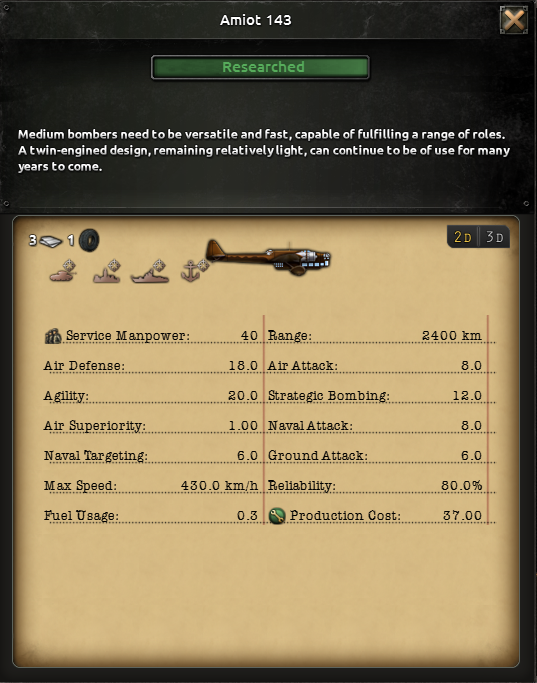 Amiot 143
Researched
Medium bombers need to be versatile and fast, capable of fulfilling a range of roles.
A twin-engined design, remaining relatively light, can continue to be of use for many
years to come.
3 1
2D 3D
Service Manpower: 40 Range: 2400 km
Air Defense: 18.0 Air Attack: 8.0
Agility: 20.0 Strategic Bombing: 12.0
Air Superiority: 1.00 Naval Attack: 8.0
Naval Targeting: 6.0 Ground Attack: 6.0
Max Speed: 430.0 km/h Reliability: 80.0%
Fuel Usage: 0.3 Production Cost: 37.00